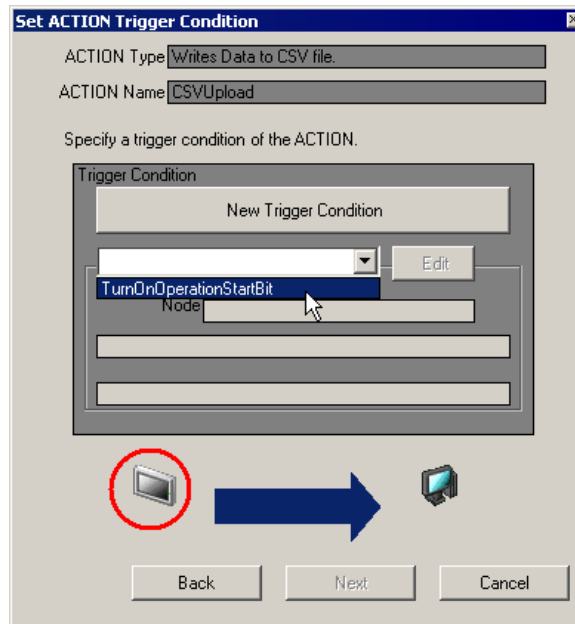 Set ACTION Trigger Condition
ACTION Type Writes Data to CSV file.
ACTION Name CSVUpload
Specify a trigger condition of the ACTION.
Trigger Condition
New Trigger Condition
Edit
TurnOnOperationStartBit
Node
Back Next Cancel